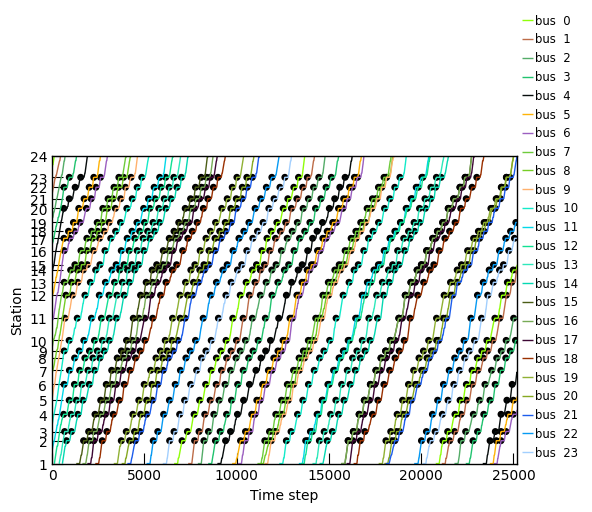 bus 0
bus 1
bus 2
bus 3
bus 4
bus 5
bus 6
bus 7
bus 8
bus 9
bus 10
bus 11
bus 12
bus 13
bus 14
bus 15
bus 16
bus 17
bus 18
bus 19
bus 20
bus 21
bus 22
bus 23
24
23
22
21
20
19
18
17
16
15
14
13
12
11
10
9
8
7
6
5
4
3
2
1
Station
0 5000 10000 15000 20000 25000
Time step